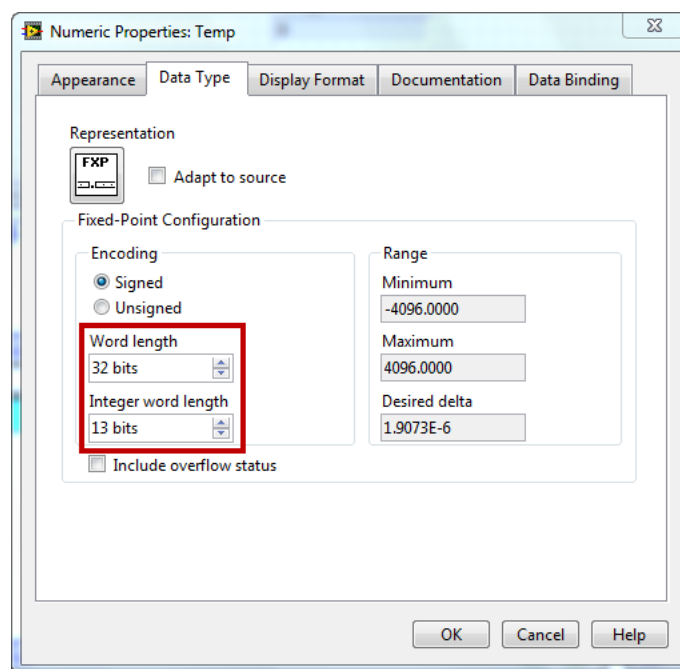 Numeric Properties: Temp
Appearance Data Type Display Format Documentation Data Binding
Representation
FXP
Adapt to source
Fixed-Point Configuration
Encoding
Signed
Unsigned
Word length
32 bits
Integer word length
13 bits
Include overflow status
Range
Minimum
-4096.0000
Maximum
4096.0000
Desired delta
1.9073E-6
OK Cancel Help